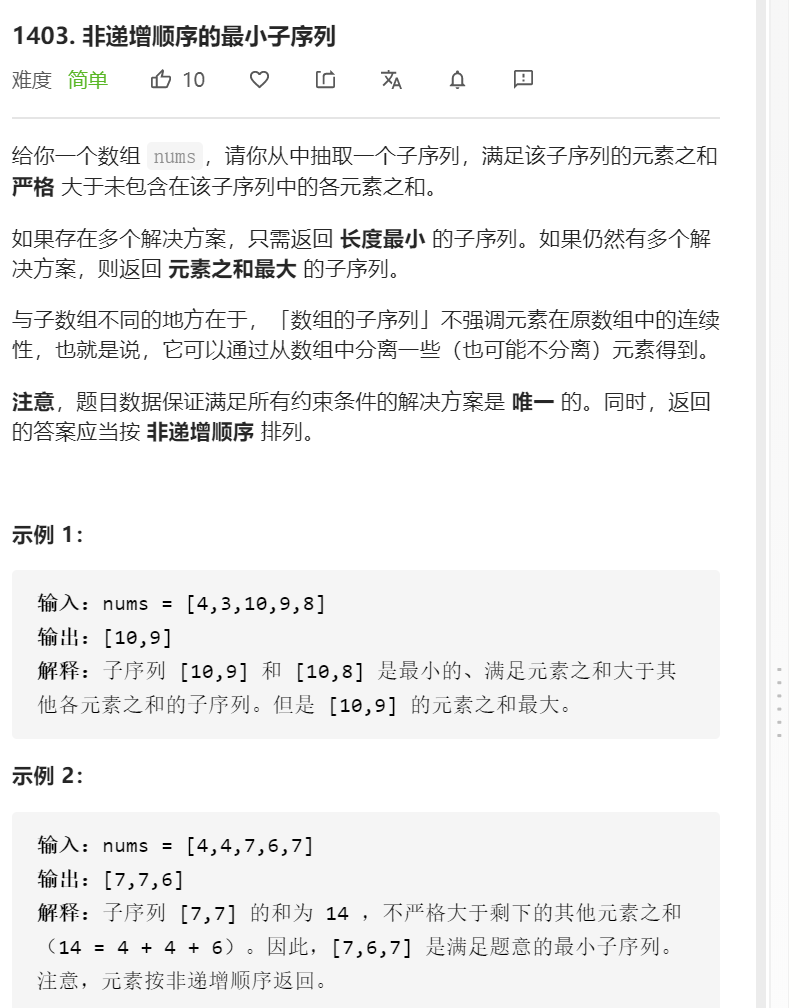 1403. 非递增顺序的最小子序列
难度 简单 10
给你一个数组 nums，请你从中抽取一个子序列，满足该子序列的元素之和
严格 大于未包含在该子序列中的各元素之和。
如果存在多个解决方案，只需返回 长度最小 的子序列。如果仍然有多个解
决方案，则返回 元素之和最大 的子序列。
与子数组不同的地方在于，「数组的子序列」不强调元素在原数组中的连续
性，也就是说，它可以通过从数组中分离一些（也可能不分离）元素得到。
注意，题目数据保证满足所有约束条件的解决方案是 唯一 的。同时，返回
的答案应当按 非递增顺序 排列。
示例 1：
输入：nums = [4,3,10,9,8]
输出：[10,9]
解释：子序列 [10,9] 和 [10,8] 是最小的、满足元素之和大于其
他各元素之和的子序列。但是 [10,9] 的元素之和最大。
示例 2：
输入：nums = [4,4,7,6,7]
输出：[7,7,6]
解释：子序列 [7,7] 的和为 14 ，不严格大于剩下的其他元素之和
（14 = 4 + 4 + 6）。因此，[7,6,7] 是满足题意的最小子序列。
注意，元素按非递增顺序返回。